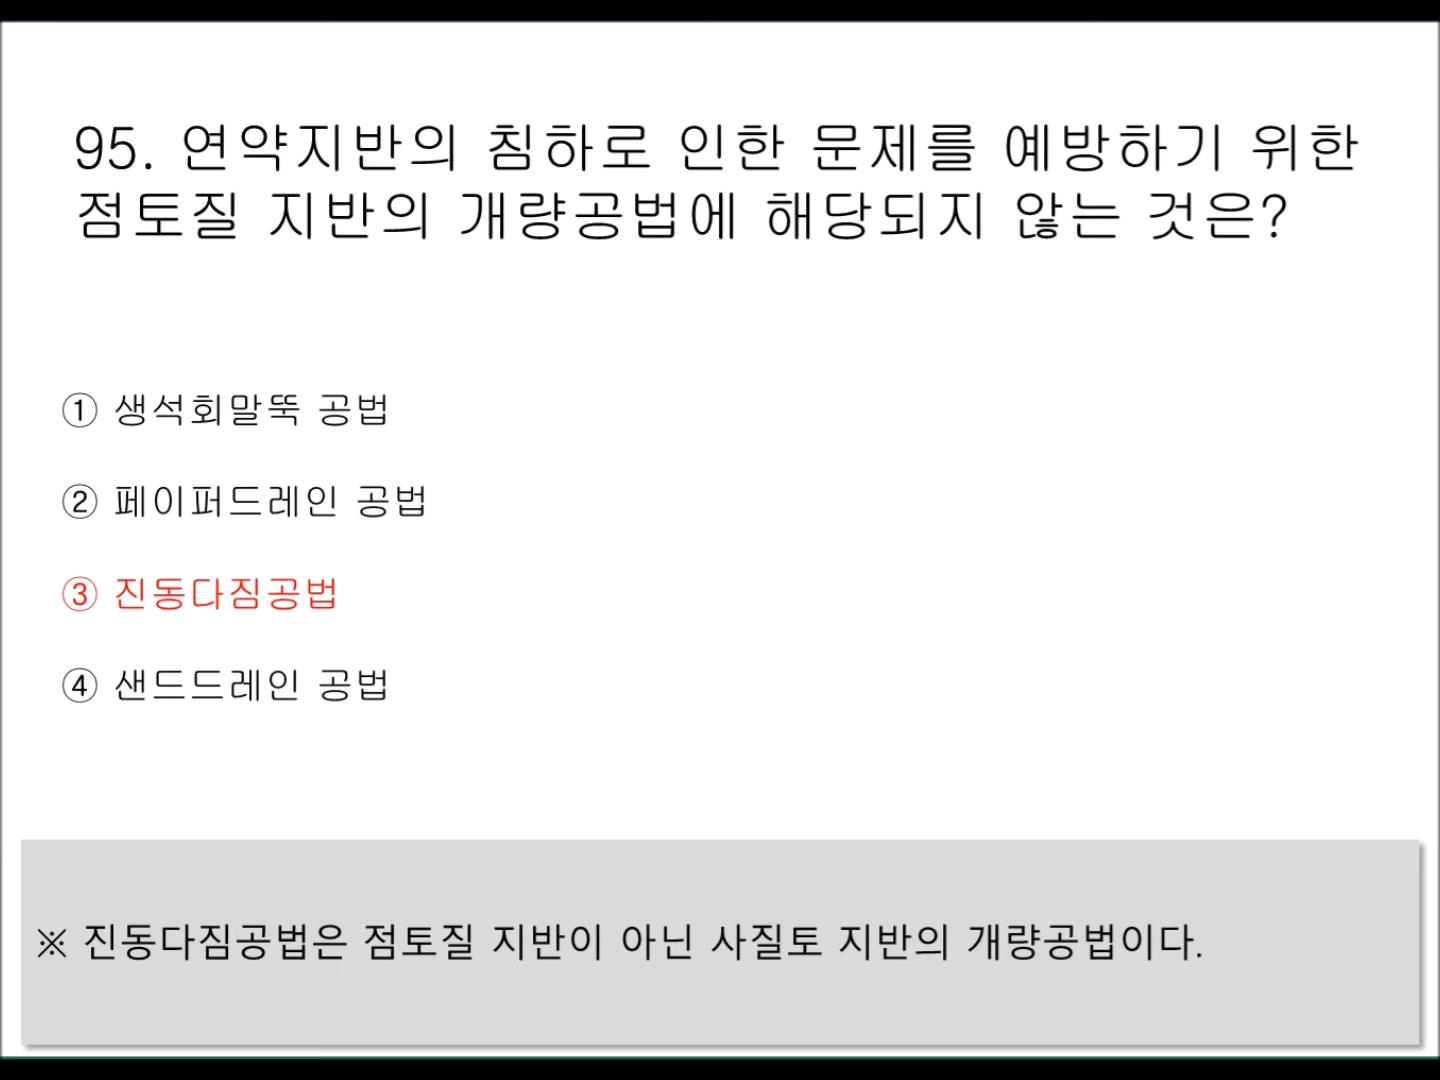 95. 연약지반의 침하로 인한 문제를 예방하기 위한
점토질 지반의 개량공법에 해당되지 않는 것은?
① 생석회말뚝 공법
② 페이퍼드레인 공법
③ 진동다짐공법
④ 샌드드레인 공법
※ 진동다짐공법은 점토질 지반이 아닌 사질토 지반의 개량공법이다.